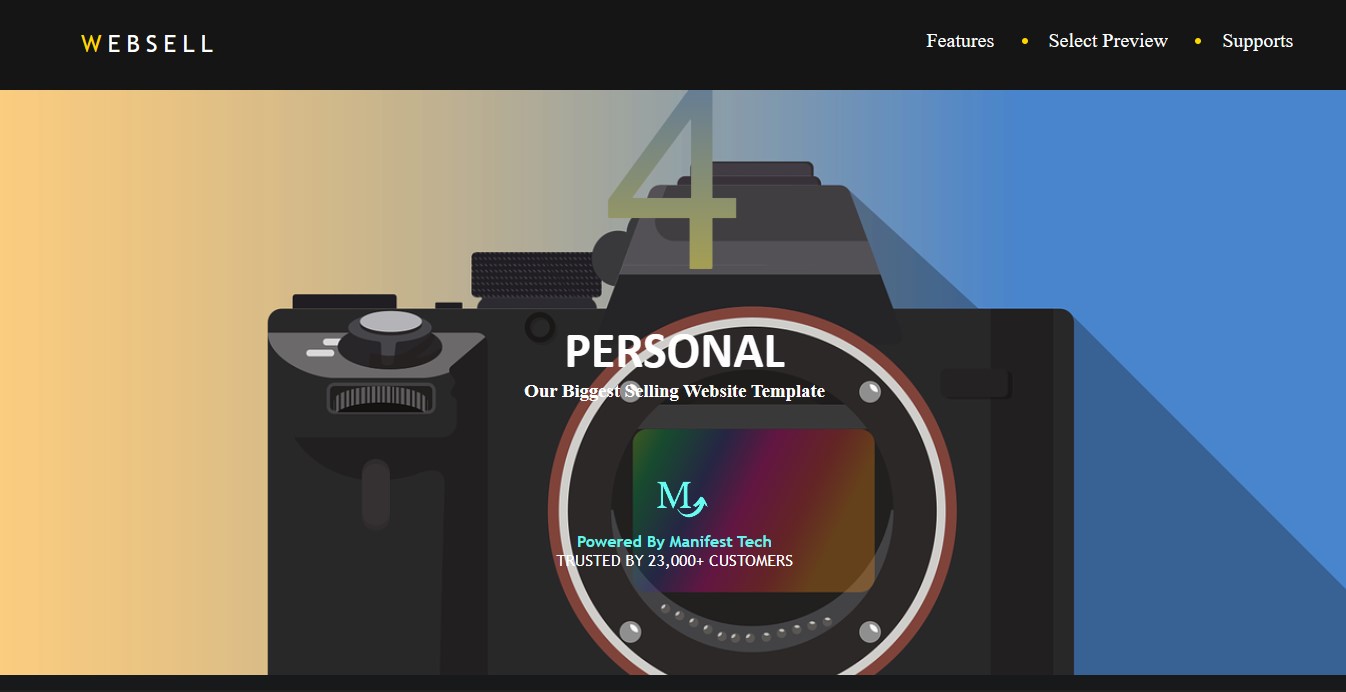 WEBSELL
Features • Select Preview • Supports
4
PERSONAL
Our Biggest Selling Website Template
M
Powered By Manifest Tech
TRUSTED BY 23,000+ CUSTOMERS